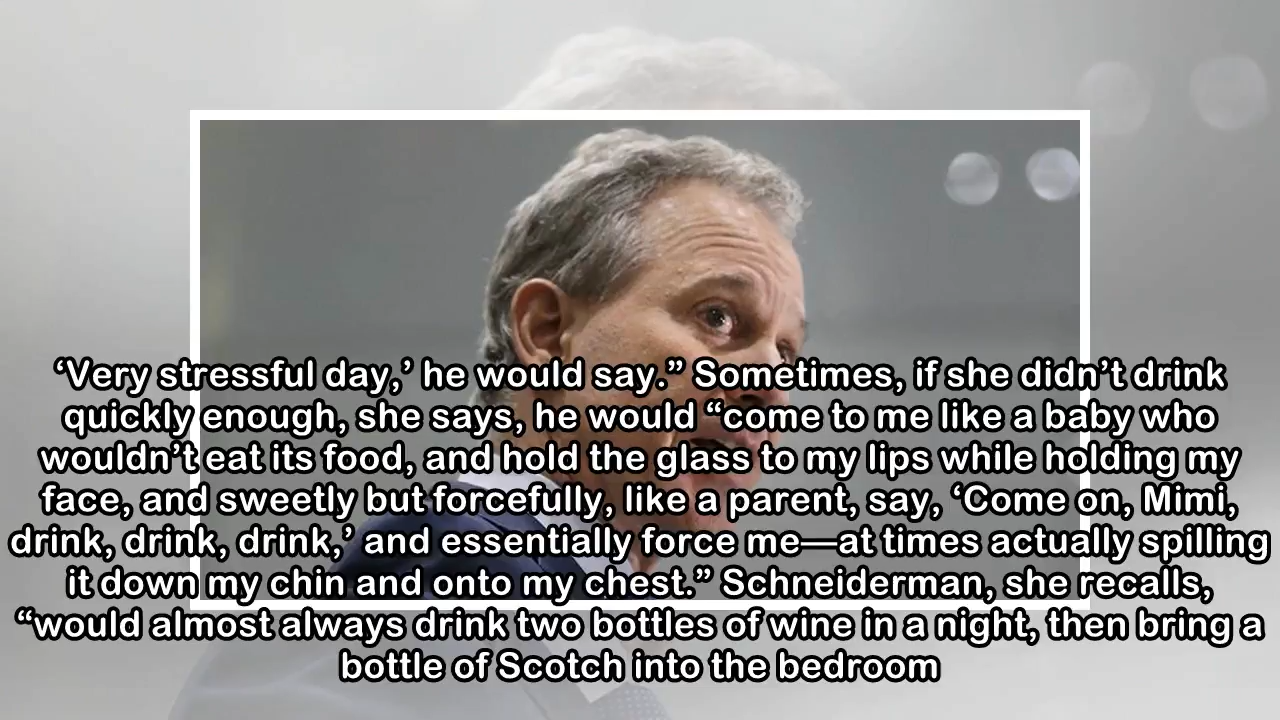 ‘Very stressful day,’ he would say.” Sometimes, if she didn’t drink
quickly enough, she says, he would “come to me like a baby who
wouldn’t eat its food, and hold the glass to my lips while holding my
face, and sweetly but forcefully, like a parent, say, ‘Come on, Mimi,
drink, drink, drink,’ and essentially force me—at times actually spilling
it down my chin and onto my chest.” Schneiderman, she recalls,
“would almost always drink two bottles of wine in a night, then bring a
bottle of Scotch into the bedroom